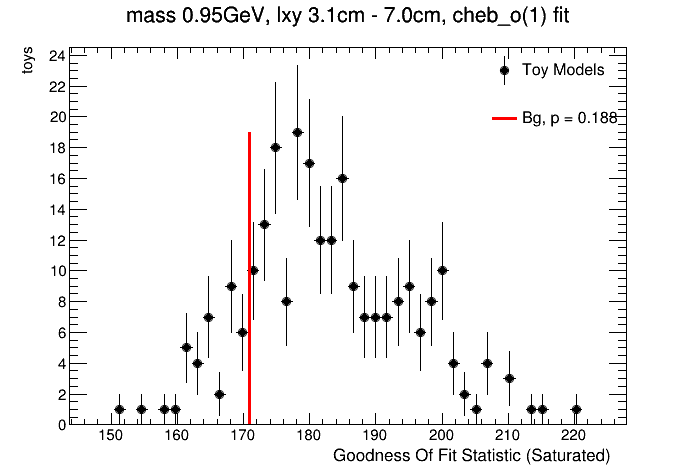 mass 0.95GeV, lxy 3.1cm - 7.0cm, cheb_o(1) fit
toys
24
22
20
18
16
14
12
10
8
6
4
2
0
Toy Models
Bg, p = 0.188
150 160 170 180 190 200 210 220
Goodness Of Fit Statistic (Saturated)